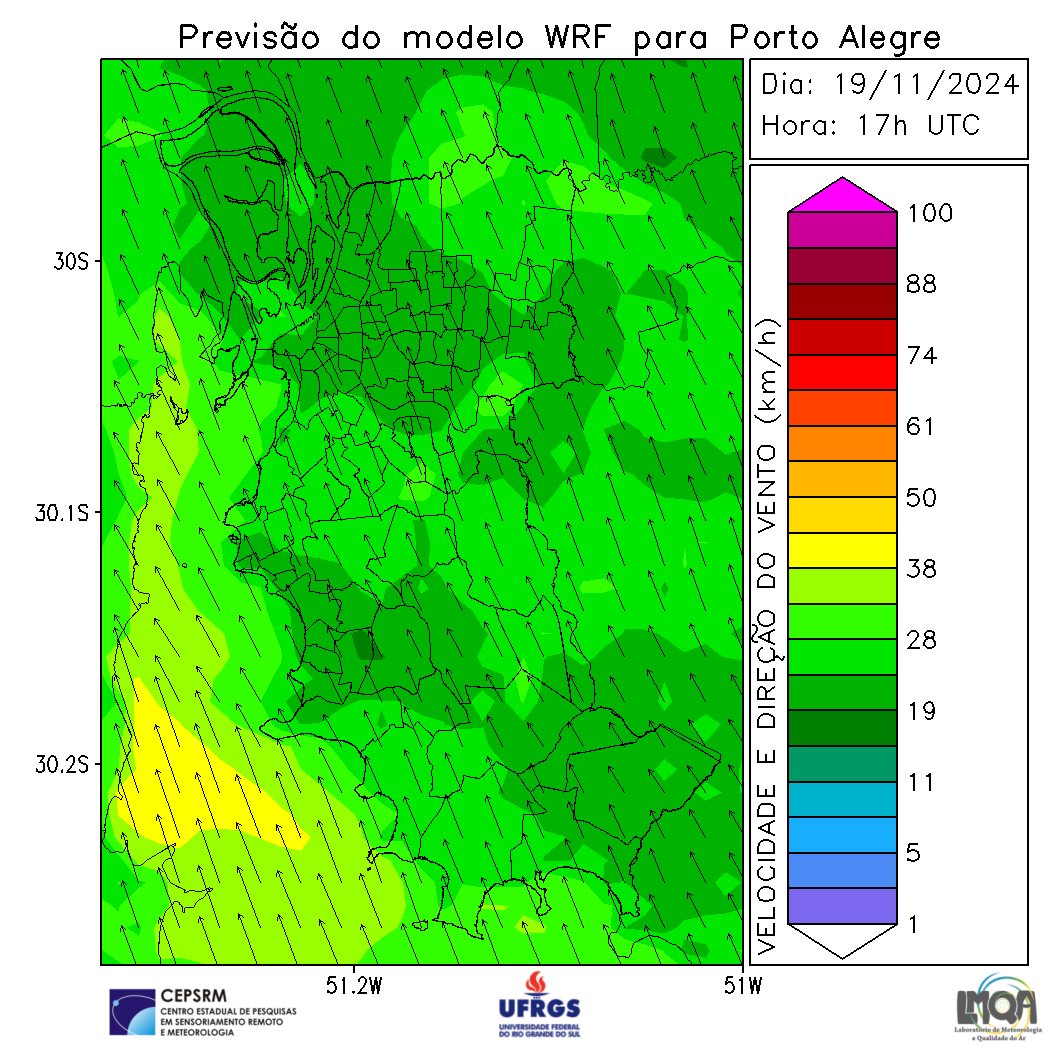 Previsão do modelo WRF para Porto Alegre
Dia: 19/11/2024
Hora: 17h UTC
30S
30.1S
30.2S
51.2W
51W
VELOCIDADE E DIREÇÃO DO VENTO (km/h)
100
88
74
61
50
38
28
19
11
5
1
CEPSRM
CENTRO ESTADUAL DE PESQUISAS
EM SENSORIAMENTO REMOTO
E METEOROLOGIA
UFRGS
UNIVERSIDADE FEDERAL
DO RIO GRANDE DO SUL
LMQA
Laboratório de Meteorologia
e Qualidade do Ar